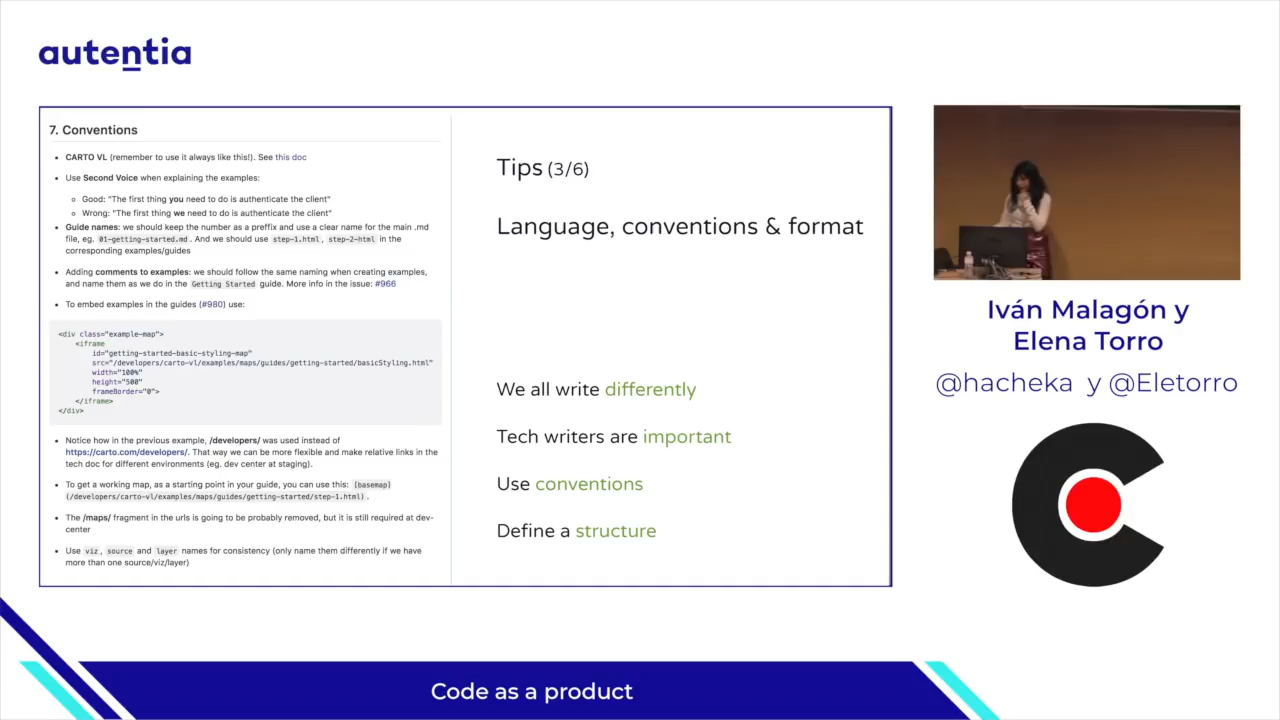 autentia
7. Conventions
• CARTO VL (remember to use it always like this!). See this doc
• Use Second Voice when explaining the examples:
◦ Good: "The first thing you need to do is authenticate the client"
◦ Wrong: "The first thing we need to do is authenticate the client"
• Guide names: we should keep the number as a preffix and use a clear name for the main .md
file, eg. 01-getting-started.md . And we should use step-1.html , step-2-html in the
corresponding examples/guides
• Adding comments to examples: we should follow the same naming when creating examples,
and name them as we do in the Getting Started guide. More info in the issue: #966
• To embed examples in the guides (#980) use:
<div class="example-map">
<iframe
id="getting-started-basic-styling-map"
src="/developers/carto-vl/examples/maps/guides/getting-started/basicStyling.html"
width="100%"
height="500"
frameBorder="0">
</iframe>
</div>
• Notice how in the previous example, /developers/ was used instead of
https://carto.com/developers/. That way we can be more flexible and make relative links in the
tech doc for different environments (eg. dev center at staging).
• To get a working map, as a starting point in your guide, you can use this: [basemap]
(/developers/carto-vl/examples/maps/guides/getting-started/step-1.html) .
• The /maps/ fragment in the urls is going to be probably removed, but it is still required at dev-
center
• Use viz , source and layer names for consistency (only name them differently if we have
more than one source/viz/layer)
Tips (3/6)
Language, conventions & format
We all write differently
Tech writers are important
Use conventions
Define a structure
Iván Malagón y
Elena Torro
@hacheka y @Eletorro
Code as a product